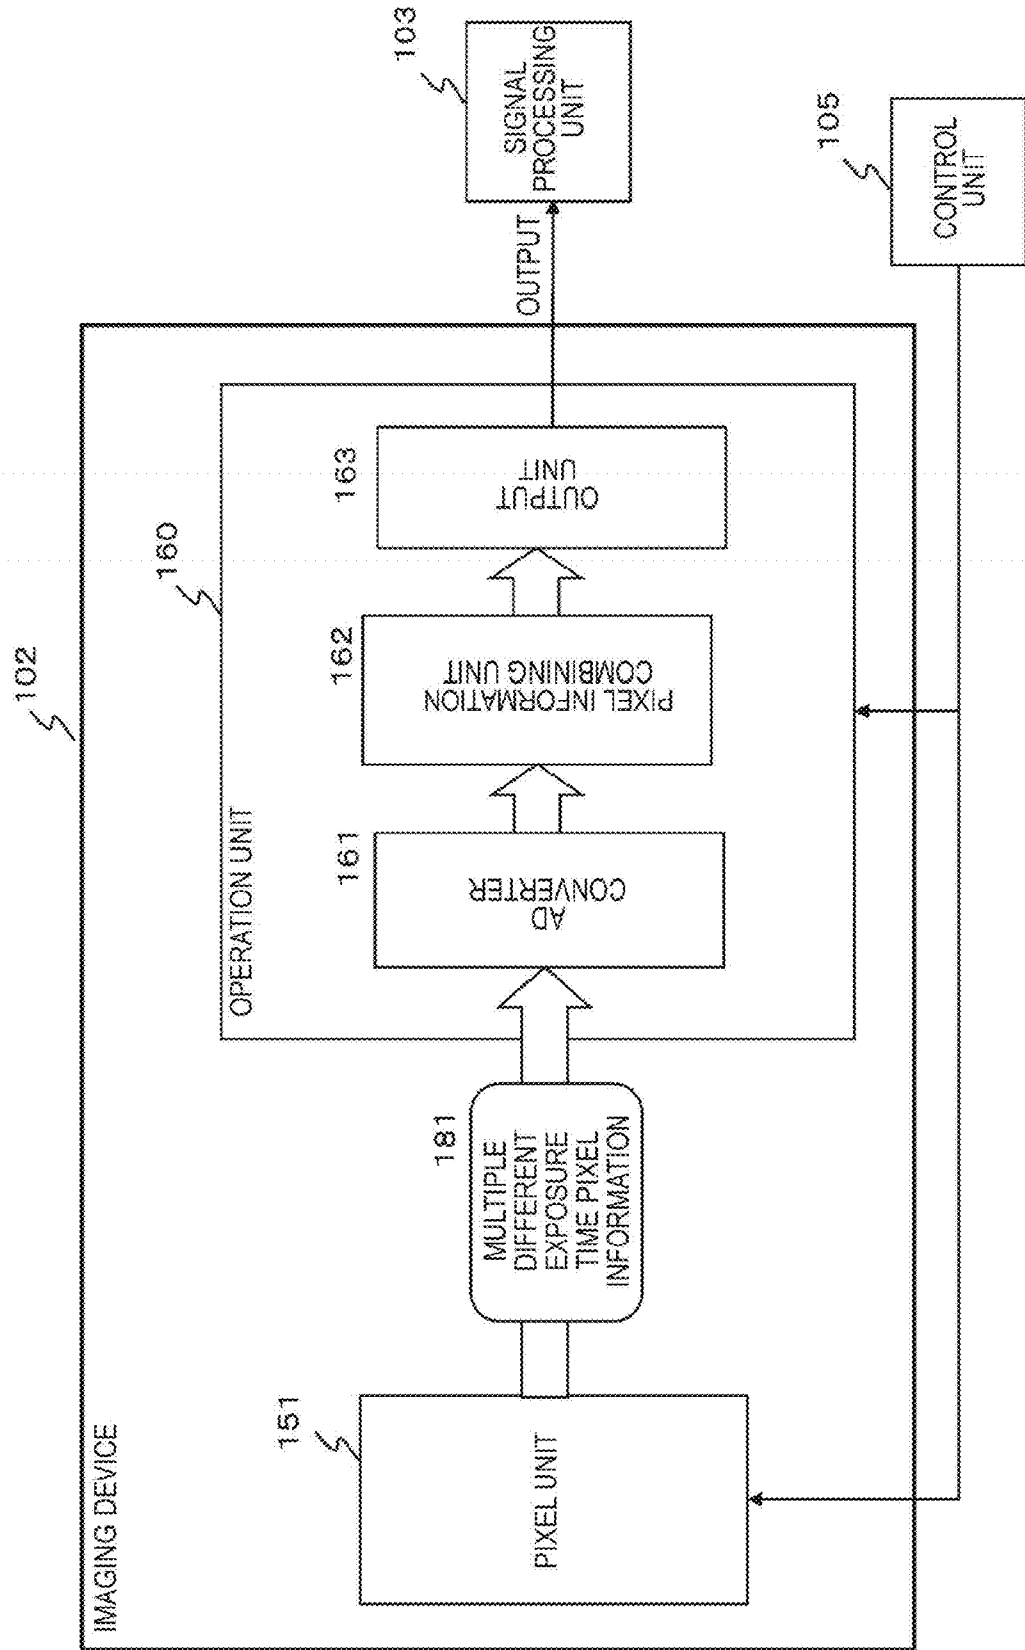 IMAGING DEVICE
102
PIXEL UNIT
151
MULTIPLE
DIFFERENT
EXPOSURE
TIME PIXEL
INFORMATION
181
OPERATION UNIT
160
AD
CONVERTER
161
PIXEL INFORMATION
COMBINING UNIT
162
OUTPUT
UNIT
163
OUTPUT
SIGNAL
PROCESSING
UNIT
103
CONTROL
UNIT
105